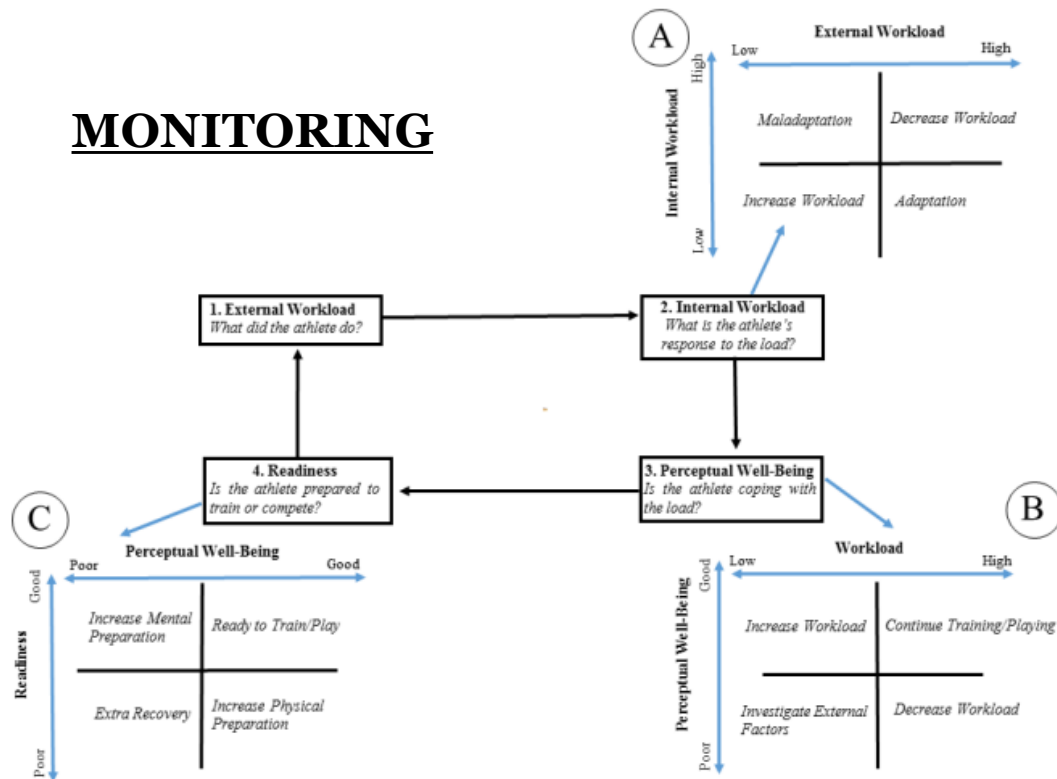 MONITORING
A
External Workload
Low
High
Internal Workload
High
Low
Maladaptation
Decrease Workload
Increase Workload
Adaptation
1. External Workload
What did the athlete do?
2. Internal Workload
What is the athlete's
response to the load?
4. Readiness
Is the athlete prepared to
train or compete?
3. Perceptual Well-Being
Is the athlete coping with
the load?
C
Perceptual Well-Being
Poor
Good
Readiness
Good
Poor
Increase Mental
Preparation
Ready to Train/Play
Extra Recovery
Increase Physical
Preparation
B
Workload
Low
High
Perceptual Well-Being
Good
Poor
Increase Workload
Continue Training/Playing
Investigate External
Factors
Decrease Workload